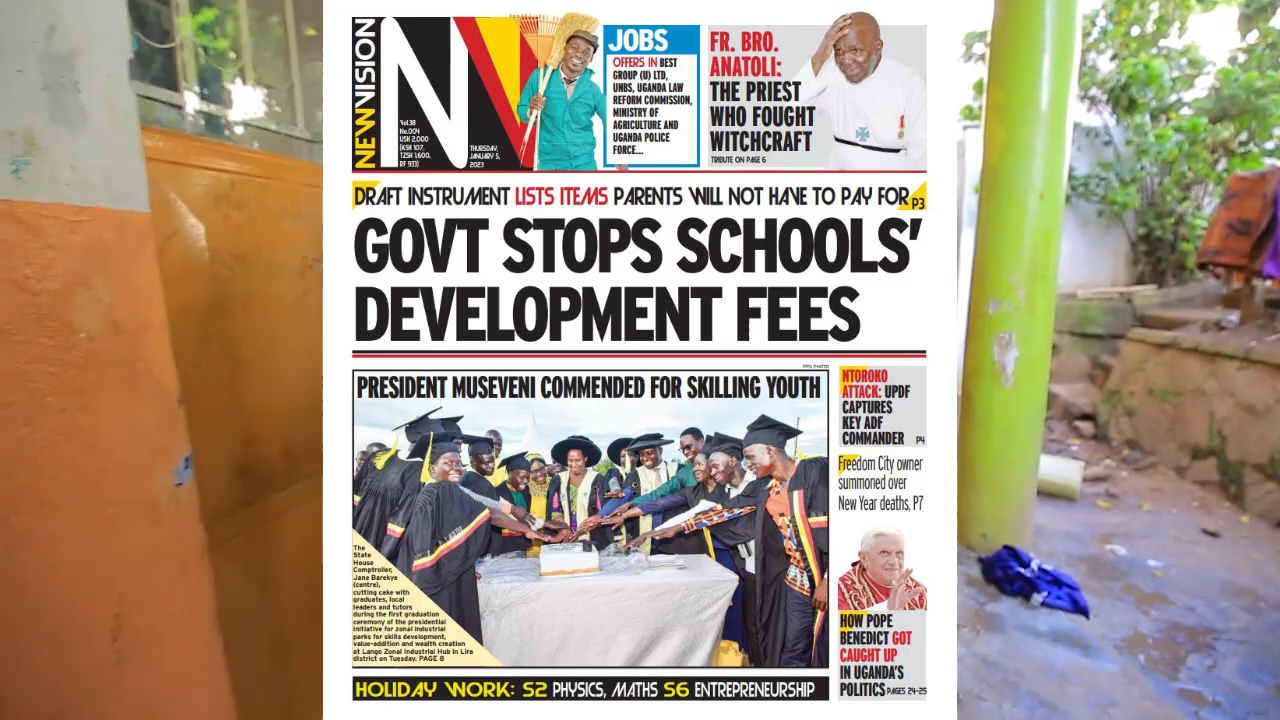 NEW VISION
N
Vol.38
No.004
USH 2,000
(KSH 107,
TZSH 1,600,
RF 933)
THURSDAY,
JANUARY 5,
2023
JOBS
OFFERS IN BEST
GROUP (U) LTD,
UNBS, UGANDA LAW
REFORM COMMISSION,
MINISTRY OF
AGRICULTURE AND
UGANDA POLICE
FORCE...
FR. BRO.
ANATOLI:
THE PRIEST
WHO FOUGHT
WITCHCRAFT
TRIBUTE ON PAGE 6
DRAFT INSTRUMENT LISTS ITEMS PARENTS WILL NOT HAVE TO PAY FOR P3
GOVT STOPS SCHOOLS’
DEVELOPMENT FEES
PPU PHOTO
PRESIDENT MUSEVENI COMMENDED FOR SKILLING YOUTH
The
State
House
Comptroller,
Jane Barekye
(centre),
cutting cake with
graduates, local
leaders and tutors
during the first graduation
ceremony of the presidential
initiative for zonal industrial
parks for skills development,
value-addition and wealth creation
at Lango Zonal Industrial Hub in Lira
district on Tuesday. PAGE 8
NTOROKO
ATTACK: UPDF
CAPTURES
KEY ADF
COMMANDER P4
Freedom City owner
summoned over
New Year deaths, P7
HOW POPE
BENEDICT GOT
CAUGHT UP
IN UGANDA’S
POLITICS PAGES 24-25
HOLIDAY WORK: S2 PHYSICS, MATHS S6 ENTREPRENEURSHIP